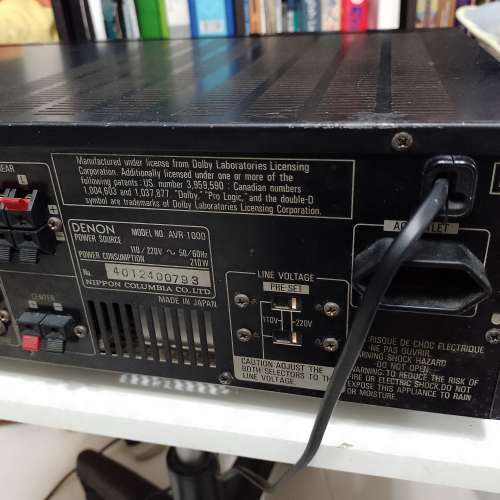 Manufactured under license from Dolby Laboratories Licensing
Corporation. Additionally licensed under one or more of the
following patents: US. number 3,959,590 ; Canadian numbers
1,004,603 and 1,037,877. "Dolby," "Pro Logic," and the double-D
symbol are trademarks of Dolby Laboratories Licensing Corporation.
REAR
L
DENON
MODEL NO. AVR-1000
POWER SOURCE
110/220V ~ 50/60Hz
POWER CONSUMPTION 210W
No. 4012400793
NIPPON COLUMBIA CO.,LTD
MADE IN JAPAN
CENTER
LINE VOLTAGE
PRE-SET
110V 220V
CAUTION:ADJUST THE
BOTH SELECTORS TO THE
LINE VOLTAGE.
RISQUE DE CHOC ELECTRIQUE
NE PAS OUVRIR.
WARNING SHOCK HAZARD
DO NOT OPEN
WARNING: TO REDUCE THE RISK OF
FIRE OR ELECTRIC SHOCK,DO NOT
EXPOSE THIS APPLIANCE TO RAIN
OR MOISTURE.